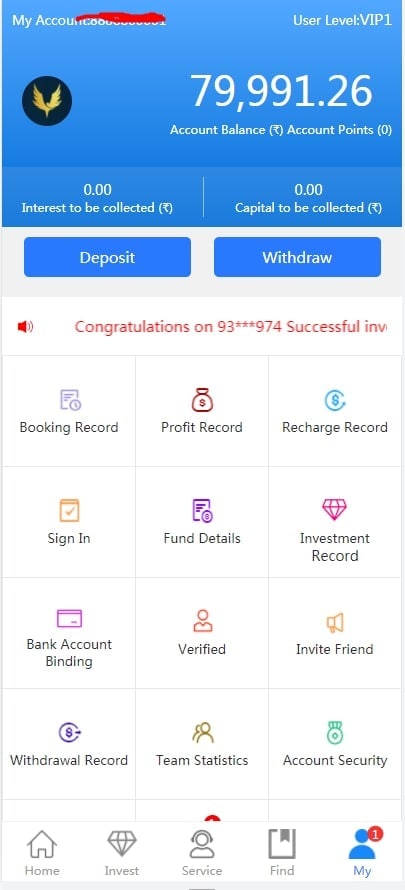 My Account:
User Level:VIP1
79,991.26
Account Balance (₹) Account Points (0)
0.00
0.00
Interest to be collected (₹)
Capital to be collected (₹)
Deposit
Withdraw
Congratulations on 93***974 Successful inv
Booking Record
Profit Record
Recharge Record
Sign In
Fund Details
Investment
Record
Bank Account
Binding
Verified
Invite Friend
Withdrawal Record
Team Statistics
Account Security
1
Home
Invest
Service
Find
My